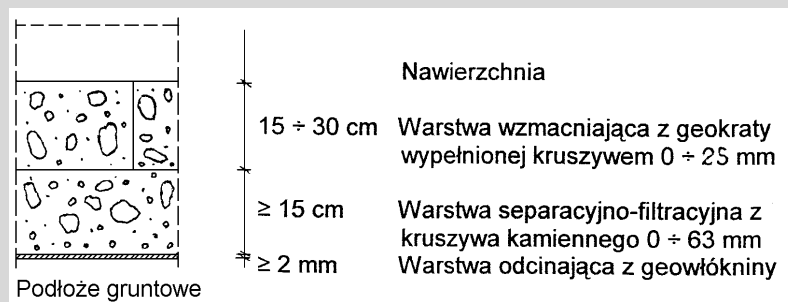 Nawierzchnia
15 ÷ 30 cm Warstwa wzmacniająca z geokraty
wypełnionej kruszywem 0 ÷ 25 mm
≥ 15 cm Warstwa separacyjno-filtracyjna z
kruszywa kamiennego 0 ÷ 63 mm
≥ 2 mm Warstwa odcinająca z geowłókniny
Podłoże gruntowe